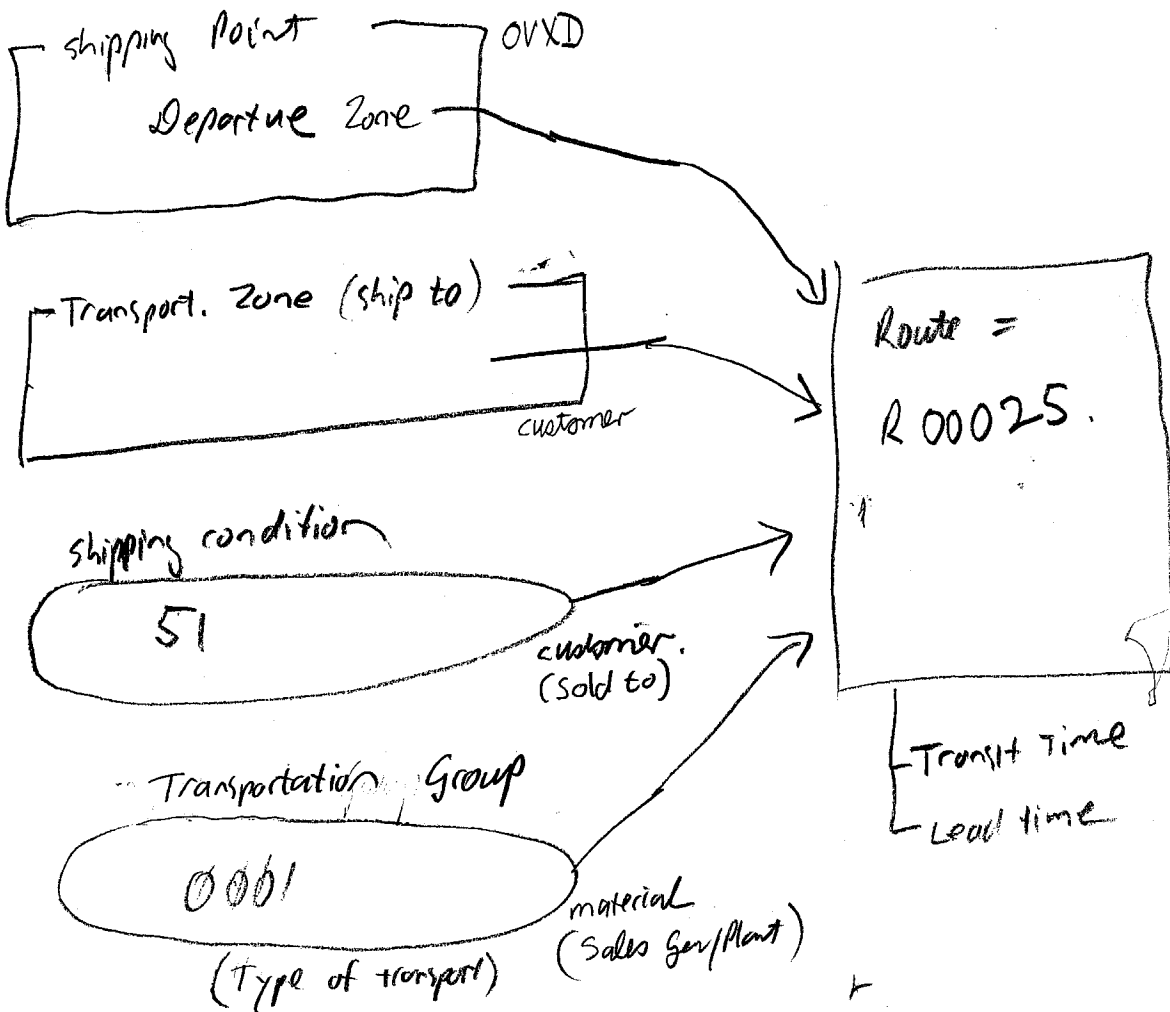 shipping Point
OVXD
Departue Zone
Transport. Zone (ship to)
customer
Route =
R 00025.
shipping condition
51
customer.
(sold to)
Transportation Group
0001
(Type of transport)
material
(Sales Gen/Plant)
Transit Time
Lead time